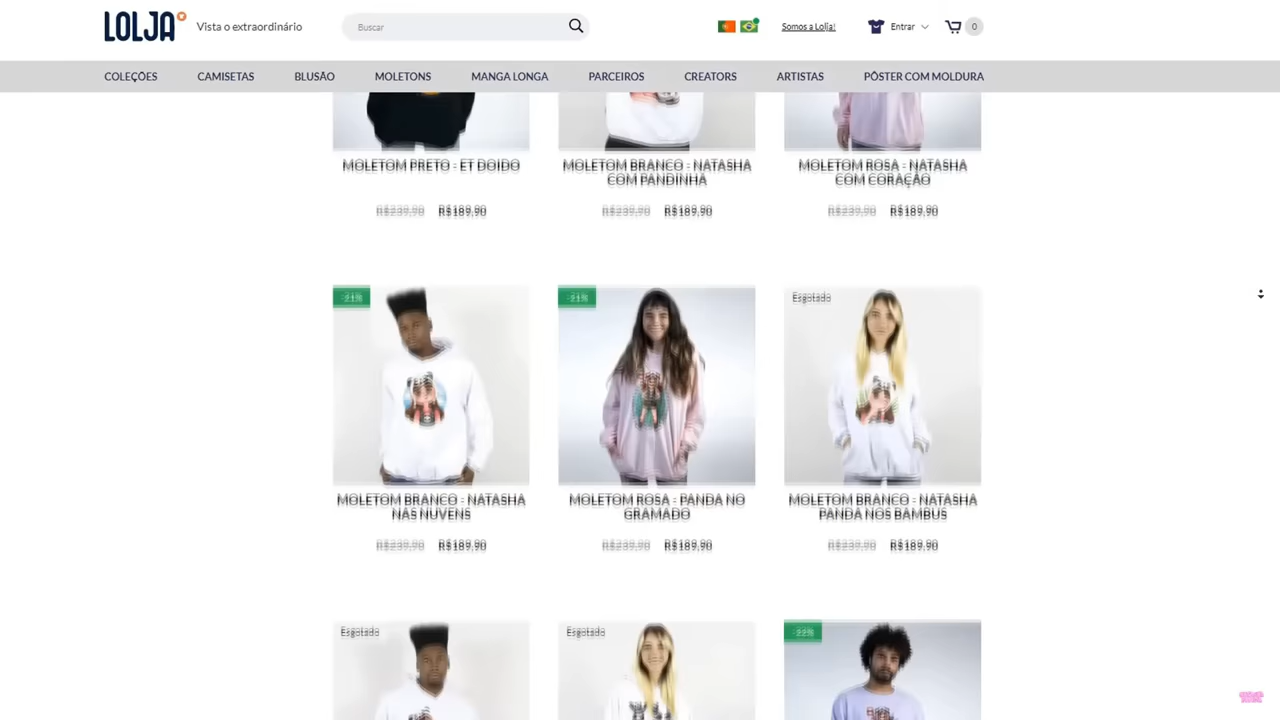 LOLJA
Vista o extraordinário
Buscar
Somos a Lolja!
Entrar
0
COLEÇÕES CAMISETAS BLUSÃO MOLETONS MANGA LONGA PARCEIROS CREATORS ARTISTAS PÔSTER COM MOLDURA
MOLETOM PRETO - ET DOIDO
MOLETOM BRANCO - NATASHA
COM PANDINHA
MOLETOM ROSA - NATASHA
COM CORAÇÃO
R$239,90 R$189,90
R$239,90 R$189,90
R$239,90 R$189,90
-21%
-21%
Esgotado
MOLETOM BRANCO - NATASHA
NAS NUVENS
MOLETOM ROSA - PANDA NO
GRAMADO
MOLETOM BRANCO - NATASHA
PANDA NOS BAMBUS
R$239,90 R$189,90
R$239,90 R$189,90
R$239,90 R$189,90
Esgotado
Esgotado
-22%